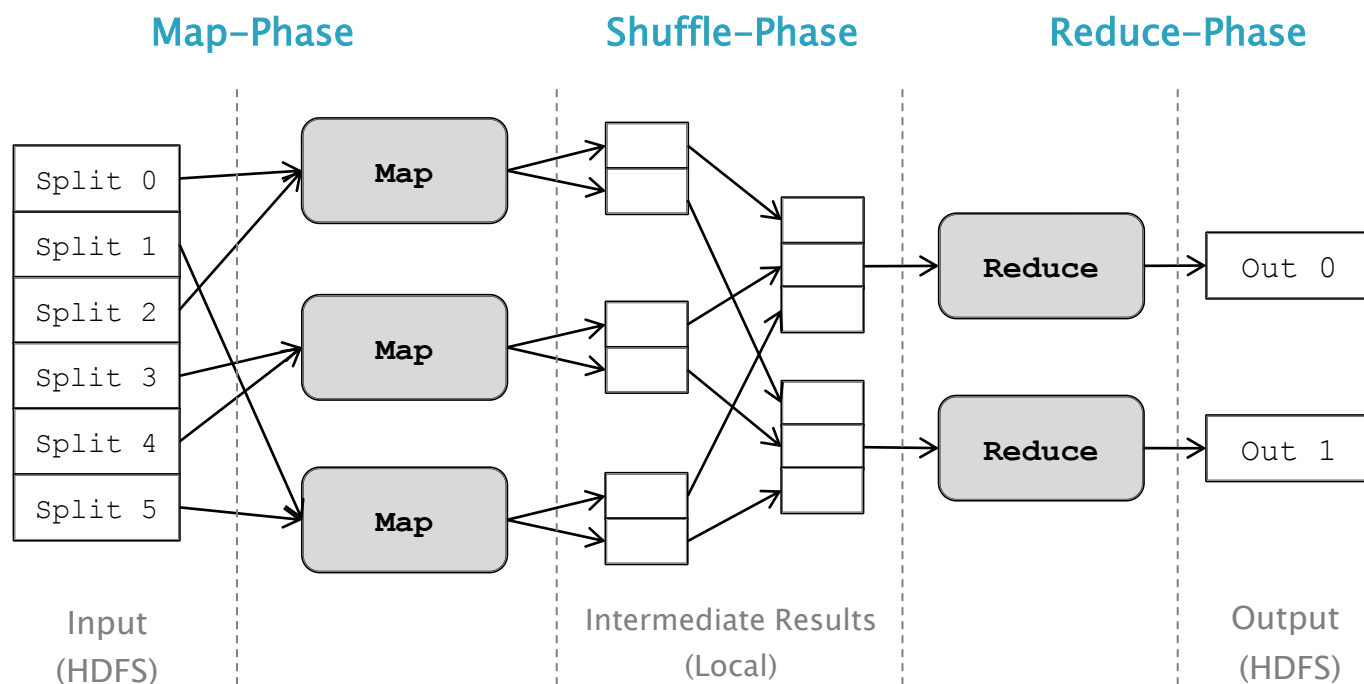 Map-Phase
Shuffle-Phase
Reduce-Phase
Split 0
Split 1
Split 2
Split 3
Split 4
Split 5
Map
Map
Map
Reduce
Reduce
Out 0
Out 1
Input
(HDFS)
Intermediate Results
(Local)
Output
(HDFS)